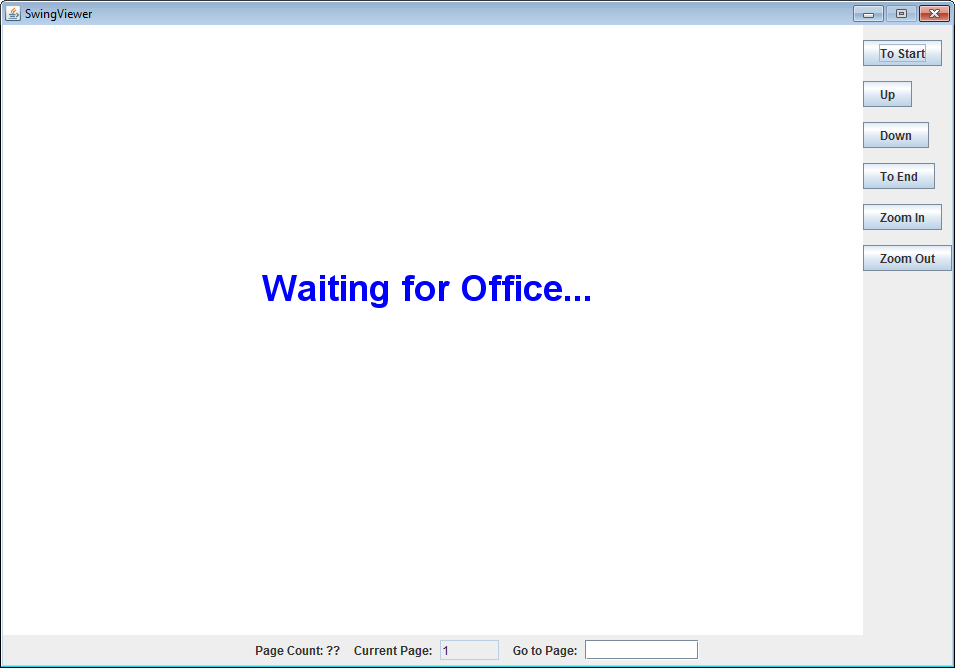 SwingViewer
To Start
Up
Down
To End
Zoom In
Zoom Out
Waiting for Office...
Page Count: ?? Current Page: 1 Go to Page: